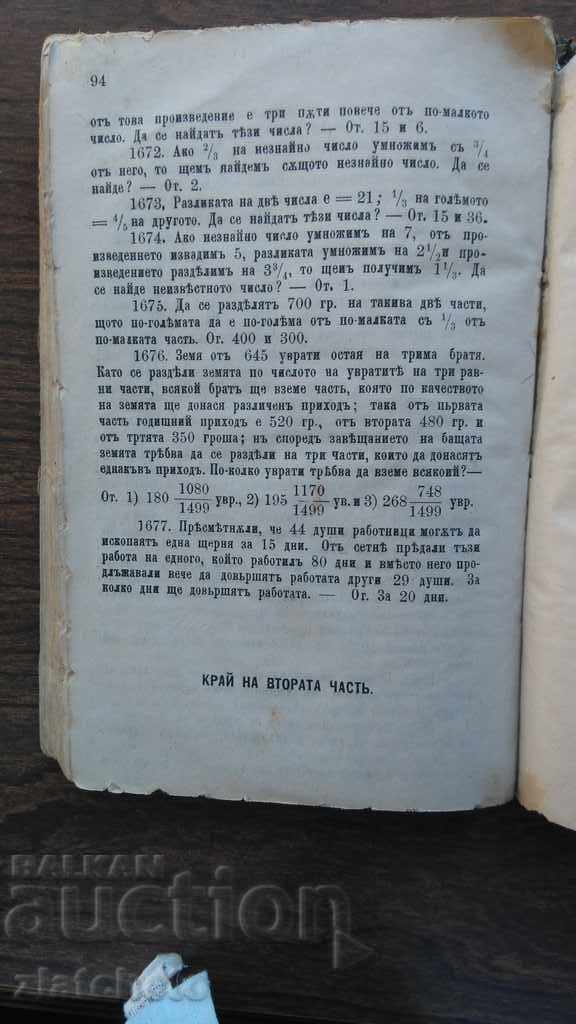 94
отъ това произведение е три пѫти повече отъ по-малкото
число. Да се найдатъ тѣзи числа? — От. 15 и 6.
1672. Ако 2/3 на незнайно число умножимъ съ 3/4
отъ него, то щемъ яайдемъ сѫщото незнайно число. Да се
найде? — От. 2.
1673, Разликата на двѣ числа е = 21; 1/3 на голѣмото
= 4/5 на другото. Да се найдатъ тѣзи числа? — От. 15 и 36.
1674. Ако незнайно число умножимъ на 7, отъ про-
изведението извадимъ 5, разликата умножимъ на 2 1/2 и про-
изведението раздѣлимъ на 3 3/4, то щемъ получимъ 1 1/3. Да
се найде неизвѣстното число? — От. 1.
1675. Да се раздѣлятъ 700 гр. на такива двѣ части,
щото по-голѣмата да е по-голѣма отъ по-малката съ 1/3 отъ
по-малката часть. От. 400 и 300.
1676. Земя отъ 645 уврати остая на трима братя.
Като се раздѣли земята по числото на увратитѣ на три рав-
ни части, всякой братъ ще вземе часть, която по качеството
на земята ще донася различенъ приходъ; така отъ първата
часть годишний приходъ е 520 гр., отъ втората 480 гр. и
отъ тртята 350 гроша; нъ споредъ завѣщанието на бащата
земята трѣбва да се раздѣли на три части, които да донасятъ
еднакъвъ приходъ. По-колко уврати трѣбва да вземе всякоий?—
От. 1) 180 1080/1499 увр., 2) 195 1170/1499 ув. и 3) 268 748/1499 увр.
1677. Прѣсметнѫли, че 44 души работници могѫтъ да
ископаятъ една щерня за 15 дни. Отъ сетнѣ прѣдали тъзи
работа на едного, който работилъ 80 дни и вмѣсто него про-
длъжавали вече да довършятъ работата други 29 души. За
колко дни ще довършятъ работата. — От. За 20 дни.
КРАЙ НА ВТОРАТА ЧАСТЬ.
BALKAN
auction
zlatcheto